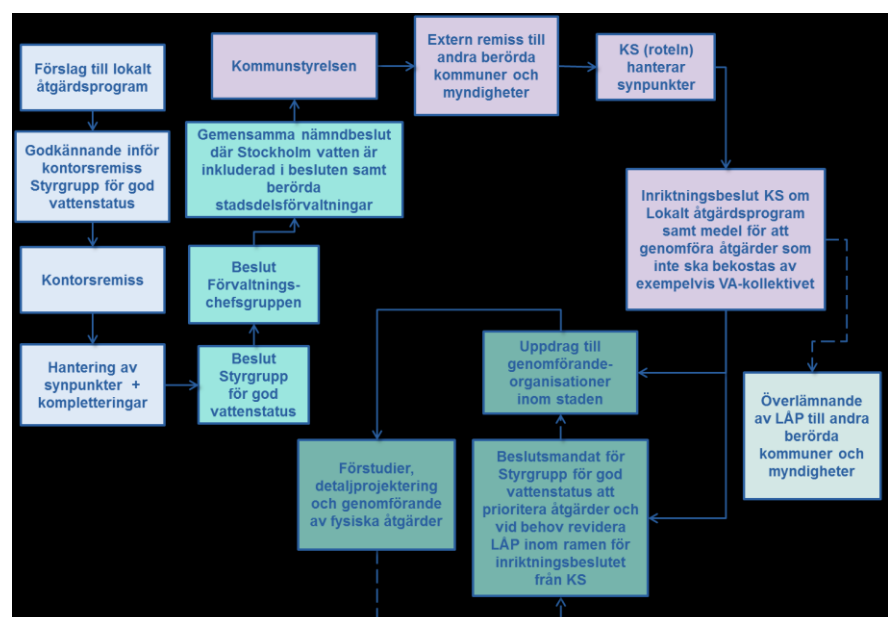 Förslag till lokalt
åtgärdsprogram
Godkännande inför
kontorsremiss
Styrgrupp för god
vattenstatus
Kontorsremiss
Hantering av
synpunkter +
kompletteringar
Beslut
Styrgrupp
för god
vattenstatus
Beslut
Förvaltnings-
chefsgruppen
Gemensamma nämndbeslut
där Stockholm vatten är
inkluderad i besluten samt
berörda
stadsdelsförvaltningar
Kommunstyrelsen
Extern remiss till
andra berörda
kommuner och
myndigheter
KS (roteln)
hanterar
synpunkter
Inriktningsbeslut KS om
Lokalt åtgärdsprogram
samt medel för att
genomföra åtgärder som
inte ska bekostas av
exempelvis VA-kollektivet
Uppdrag till
genomförande-
organisationer
inom staden
Överlämnande
av LÅP till andra
berörda
kommuner och
myndigheter
Förstudier,
detaljprojektering
och genomförande
av fysiska åtgärder
Beslutsmandat för
Styrgrupp för god
vattenstatus att
prioritera åtgärder och
vid behov revidera
LÅP inom ramen för
inriktningsbeslutet
från KS